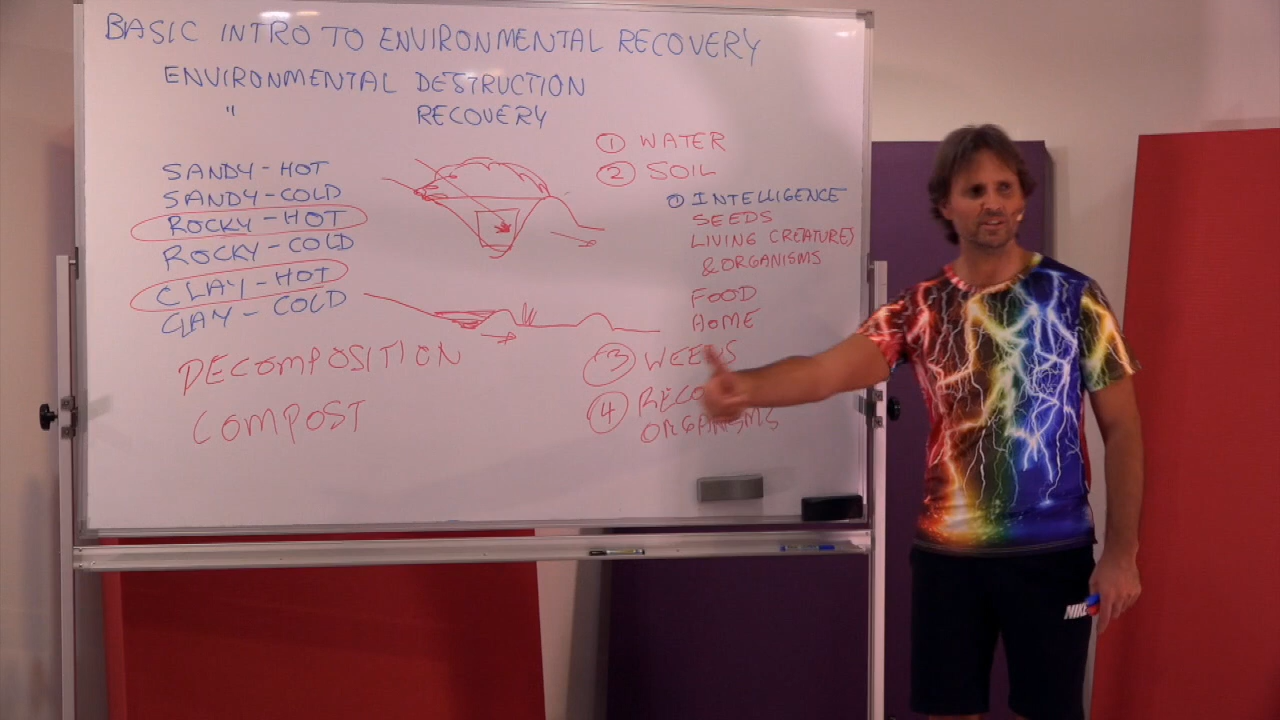 BASIC INTRO TO ENVIRONMENTAL RECOVERY
ENVIRONMENTAL DESTRUCTION
" RECOVERY
SANDY-HOT
SANDY-COLD
ROCKY-HOT
ROCKY-COLD
CLAY-HOT
CLAY-COLD
DECOMPOSITION
COMPOST
① WATER
② SOIL
① INTELLIGENCE
SEEDS
LIVING CREATURES
& ORGANISMS
FOOD
HOME
③ WEEDS
④
ORGANISMS
NIKE